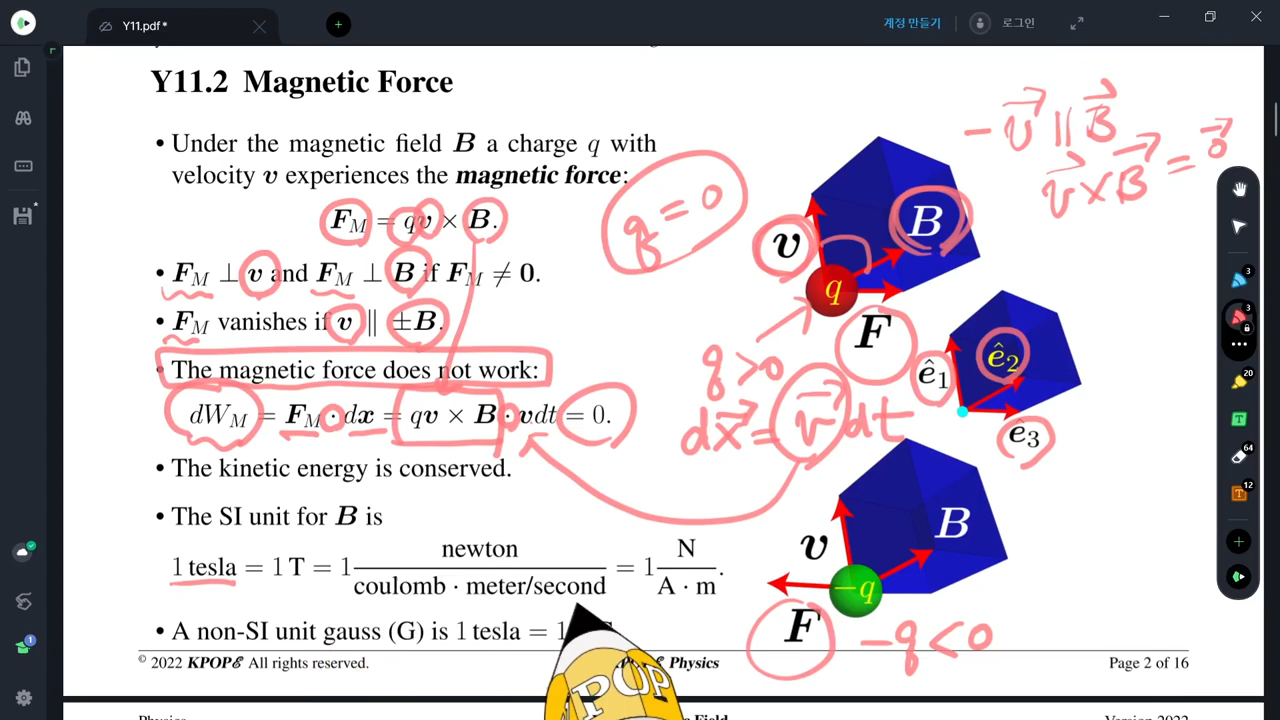 Y11.pdf*
계정 만들기
로그인
Y11.2 Magnetic Force
• Under the magnetic field B a charge q with
velocity v experiences the magnetic force:
F_M = qv × B.
• F_M ⊥ v and F_M ⊥ B if F_M ≠ 0.
• F_M vanishes if v ∥ ±B.
• The magnetic force does not work:
dW_M = F_M · dx = qv × B · vdt = 0.
• The kinetic energy is conserved.
• The SI unit for B is
1 tesla = 1 T = 1 newton / coulomb · meter/second = 1 N / A · m.
• A non-SI unit gauss (G) is 1 tesla = 1
q = 0
− v⃗ ∥ B⃗
v⃗ × B⃗ = 0⃗
v
B
q
F
q > 0
dx⃗ = v⃗ dt
ê1
ê2
e3
B
v
−q
F
−q < 0
© 2022 KPOPE All rights reserved.
Physics
Page 2 of 16
POP
Physics
Field
Version 2022
3
3
20
64
12
1